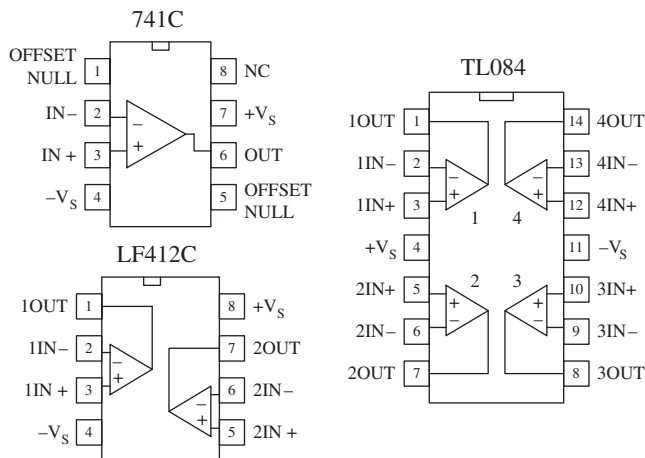 741C
OFFSET NULL 1 8 NC
IN− 2 7 +VS
IN + 3 6 OUT
−VS 4 5 OFFSET NULL
− +
LF412C
1OUT 1 8 +VS
1IN− 2 7 2OUT
1IN + 3 6 2IN−
−VS 4 5 2IN +
− +
− +
TL084
1OUT 1 14 4OUT
1IN− 2 13 4IN−
1IN+ 3 12 4IN+
− + 1 4 − +
+VS 4 11 −VS
2IN+ 5 10 3IN+
2IN− 6 9 3IN−
2OUT 7 8 3OUT
+ − 2 3 + −